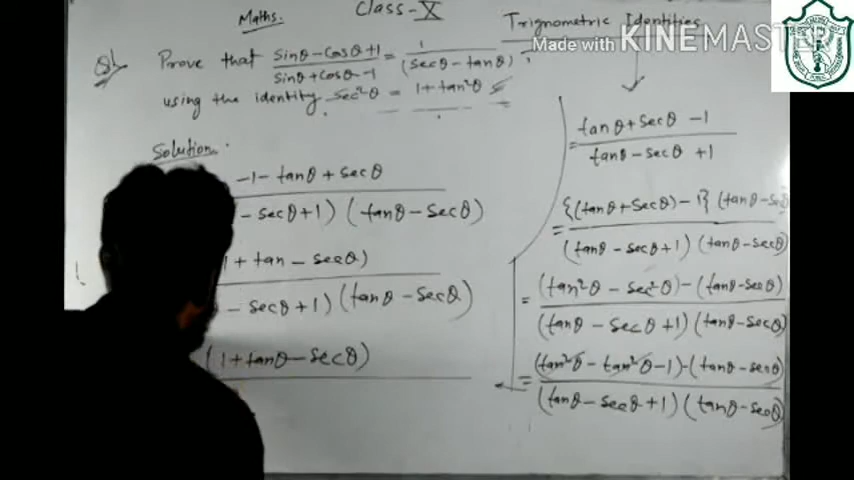 Maths.
Class-X
Trignometric Identities
Made with KINEMASTER
Q1 Prove that (sinθ - cosθ + 1)/(sinθ + cosθ - 1) = 1/(secθ - tanθ),
using the identity sec²θ = 1 + tan²θ
Solution.
-1 - tanθ + secθ
- secθ + 1) (tanθ - secθ)
1 + tan - secθ)
- secθ + 1) (tanθ - secθ)
(1 + tanθ - secθ)
= (tanθ + secθ - 1)/(tanθ - secθ + 1)
= {(tanθ + secθ) - 1} (tanθ - secθ)/(tanθ - secθ + 1) (tanθ - secθ)
= (tan²θ - sec²θ) - (tanθ - secθ)/(tanθ - secθ + 1) (tanθ - secθ)
= (tan²θ - tan²θ - 1) - (tanθ - secθ)/(tanθ - secθ + 1) (tanθ - secθ)